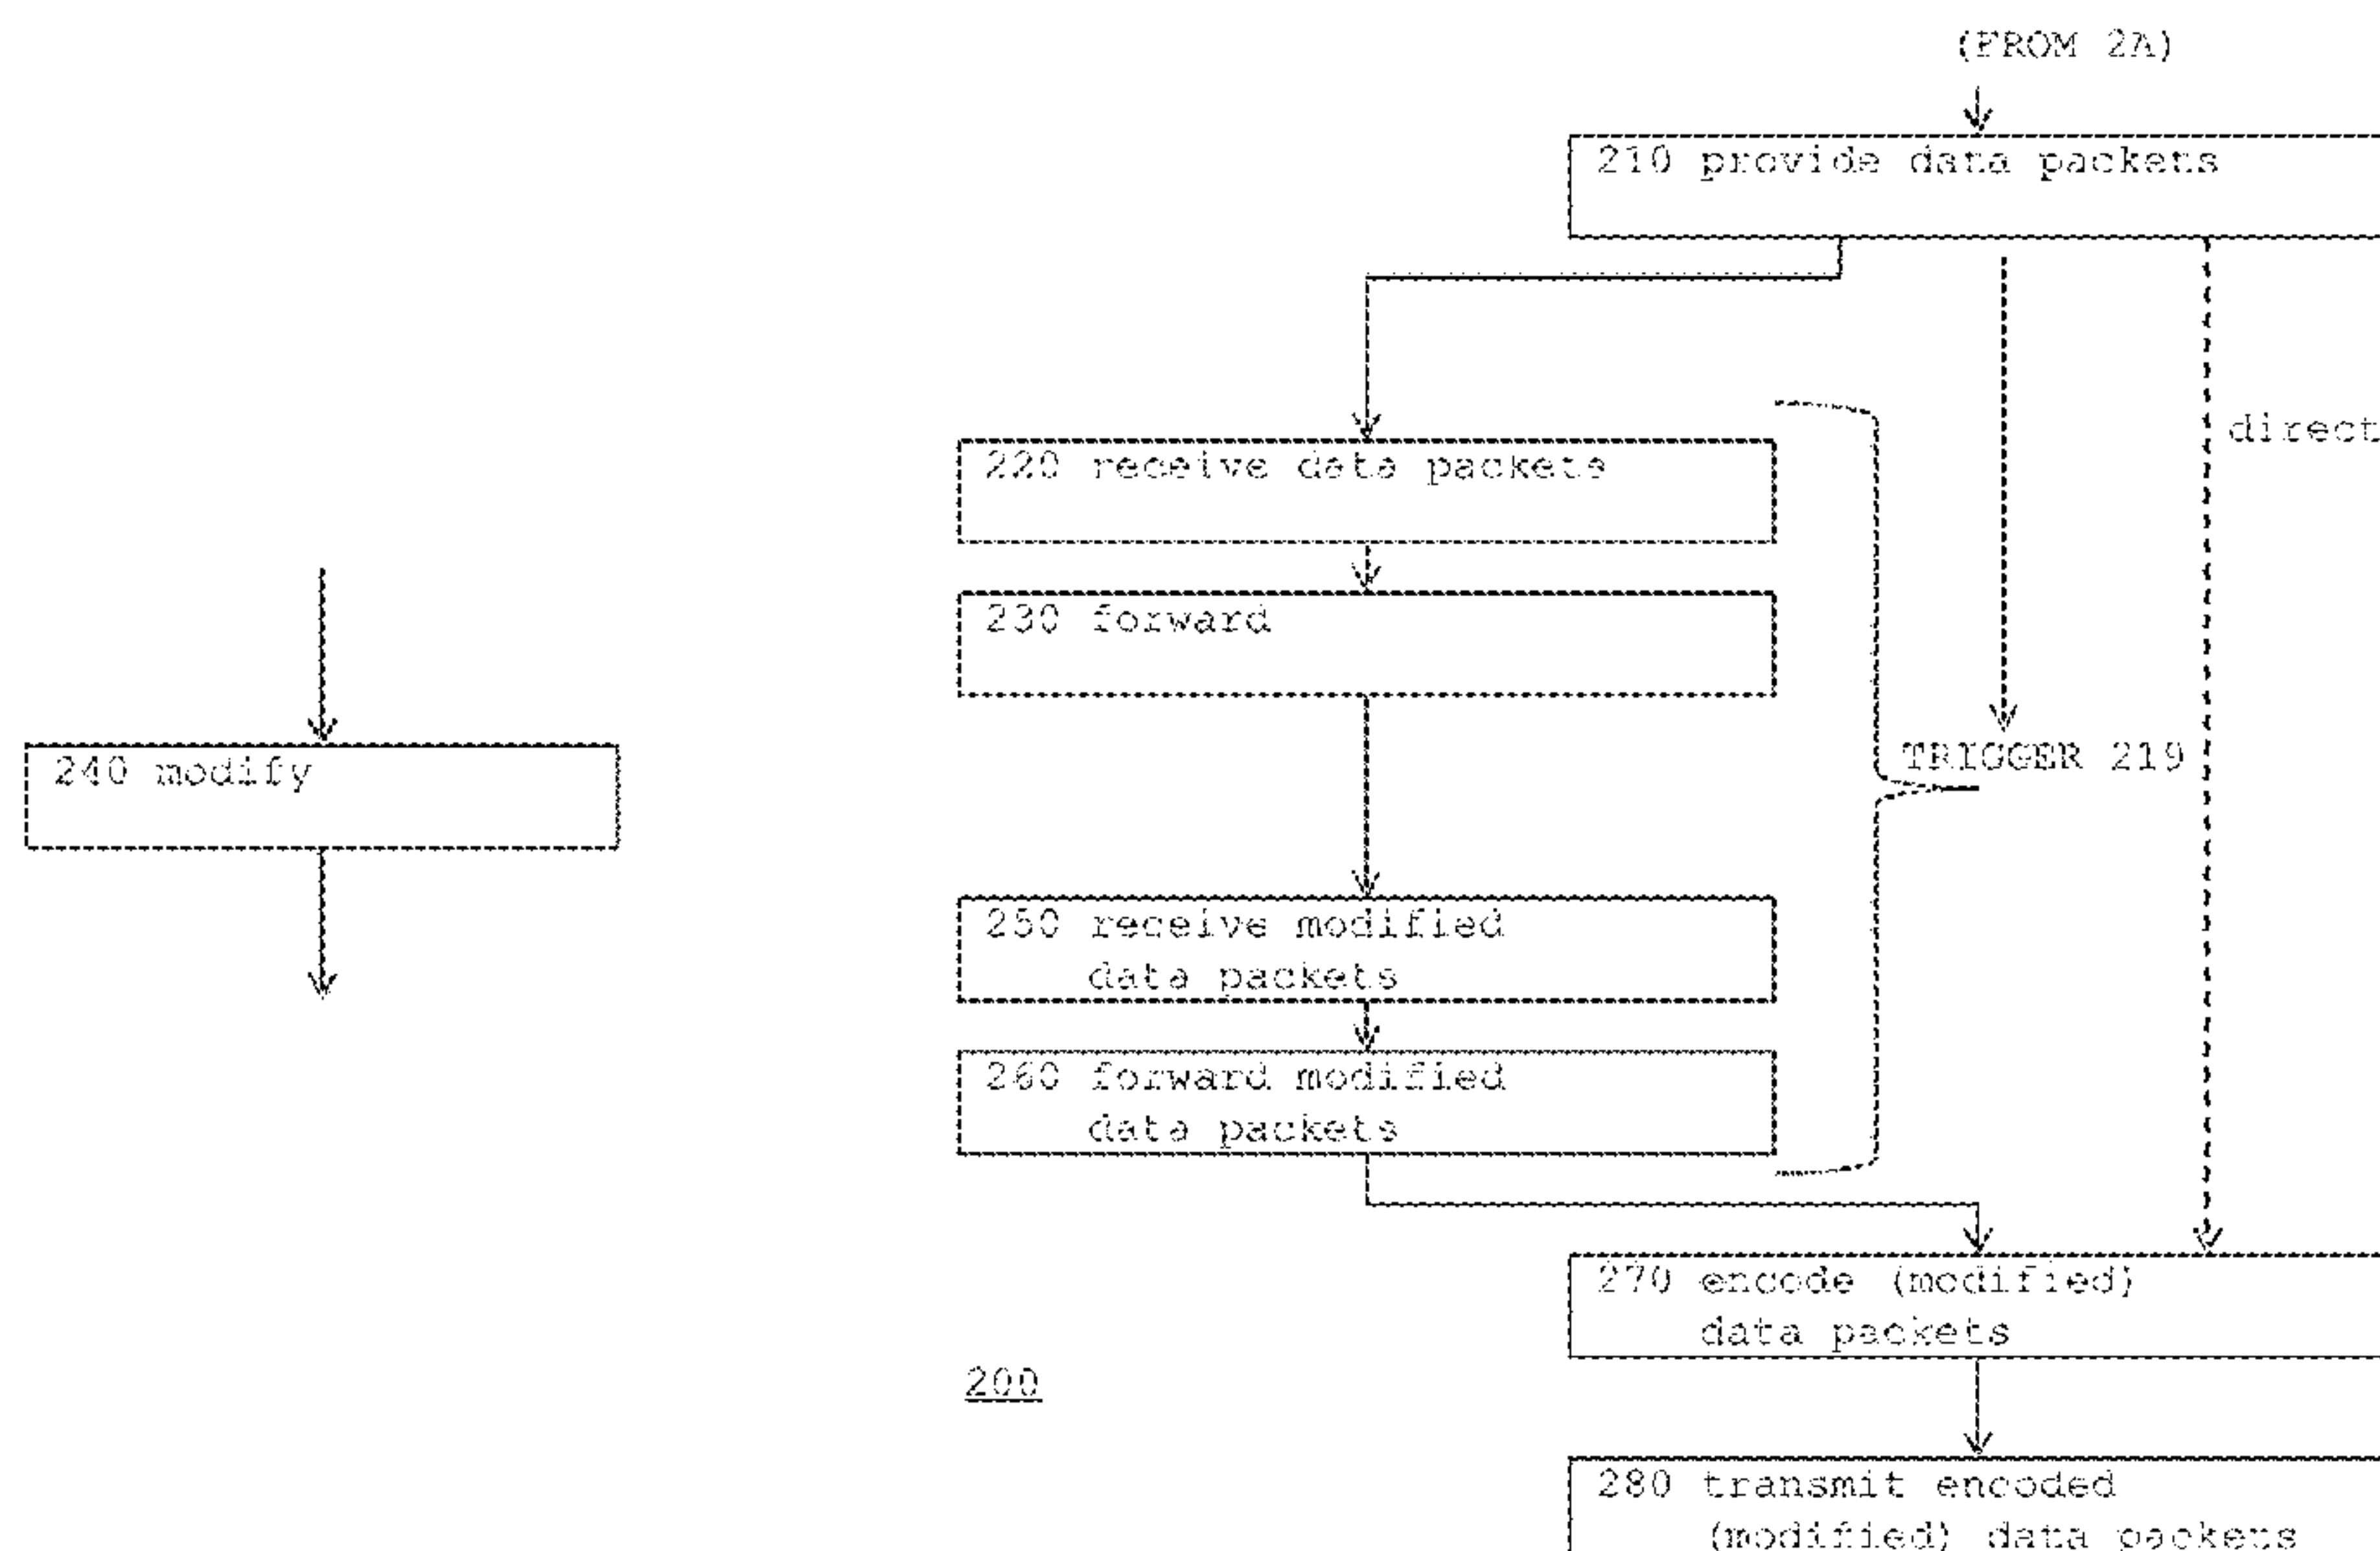 (FROM 2A)
210 provide data packets
direct
220 receive data packets
230 forward
TRIGGER 219
240 modify
250 receive modified
data packets
260 forward modified
data packets
270 encode (modified)
data packets
200
280 transmit encoded
(modified) data packets